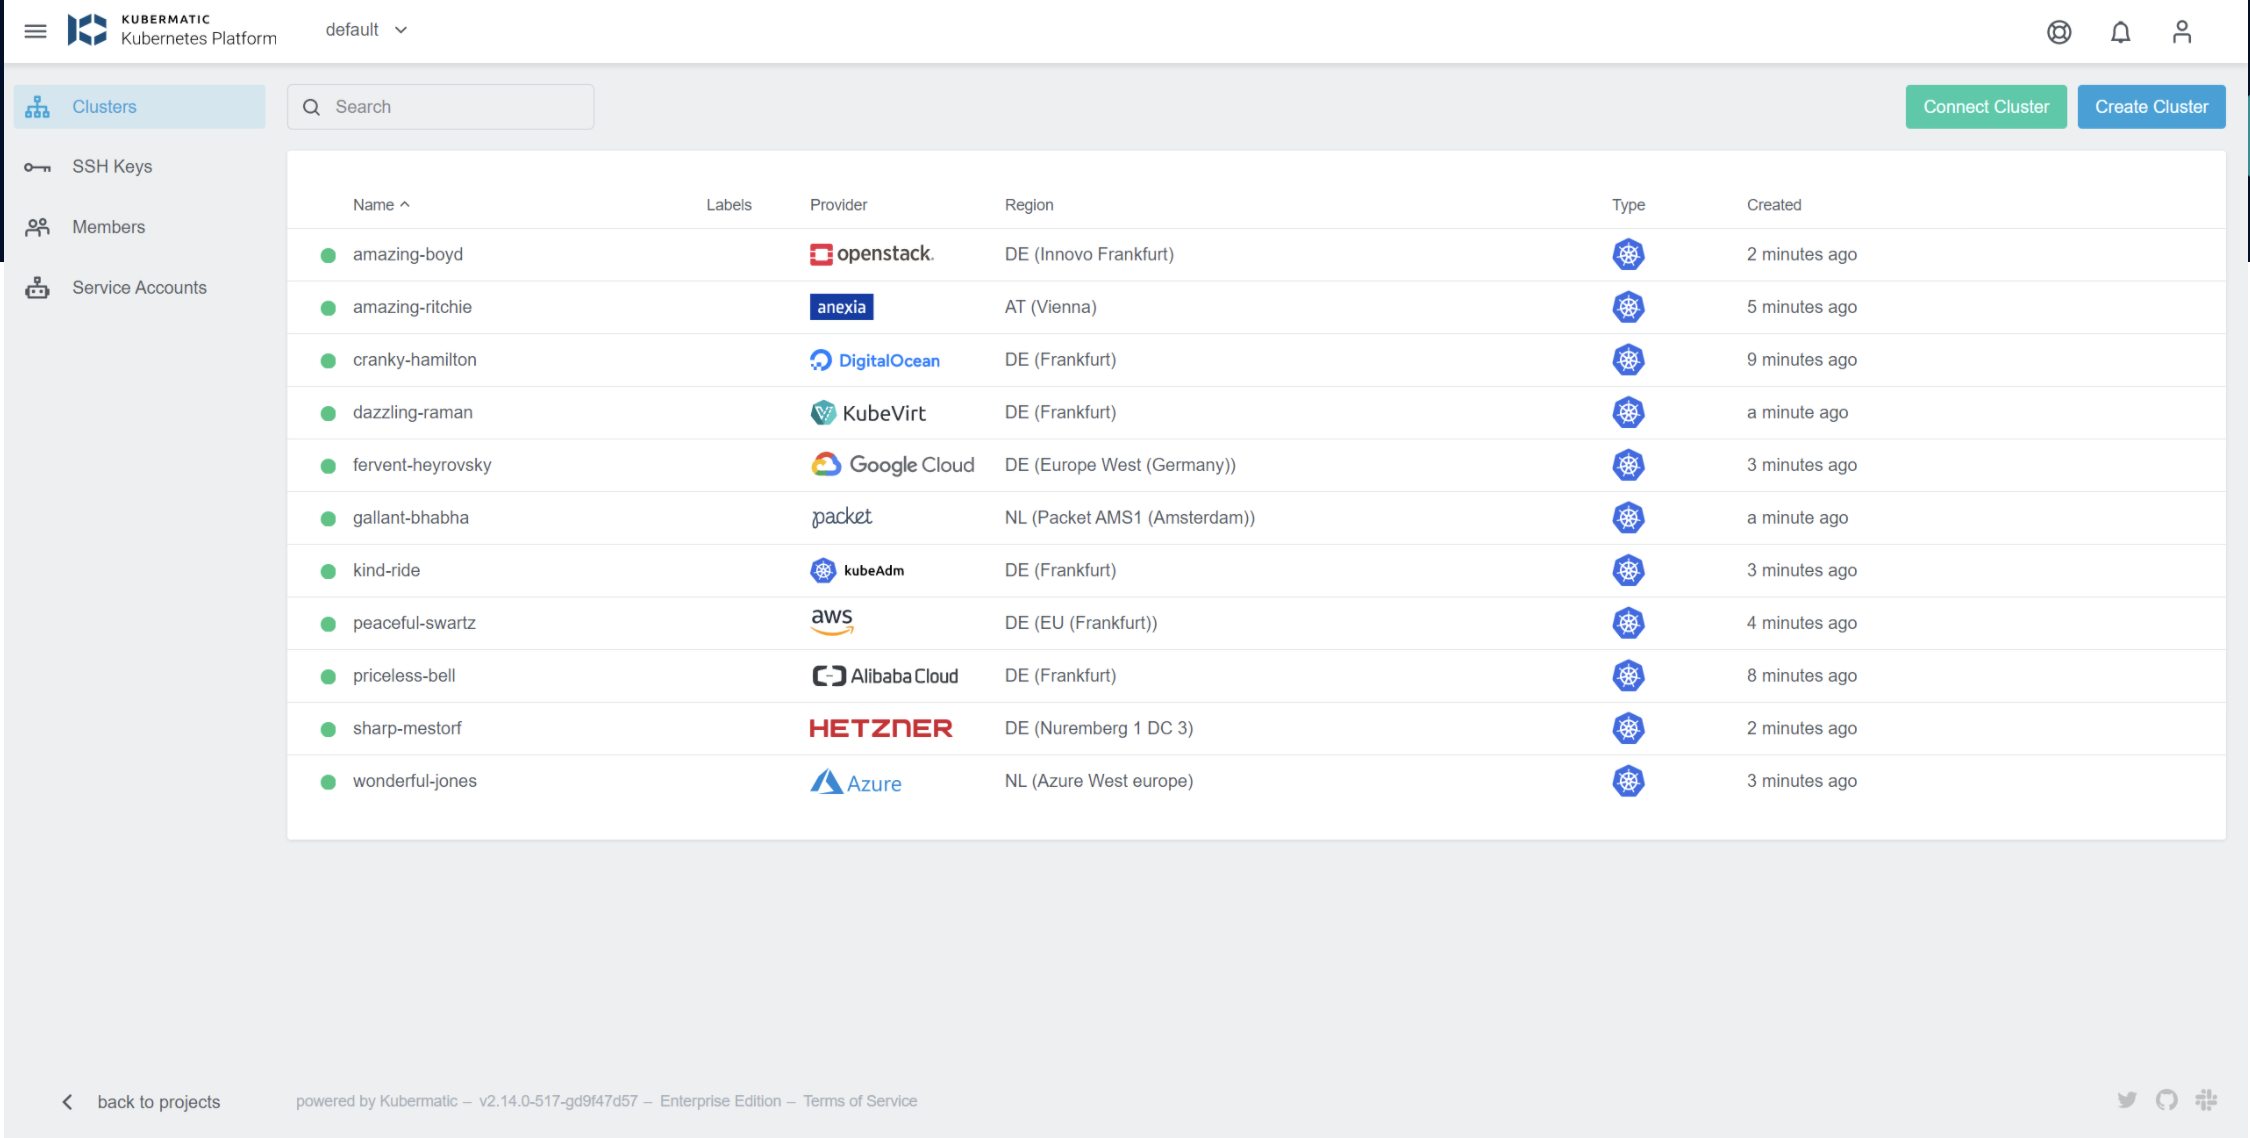 KUBERMATIC
Kubernetes Platform
default
Clusters
SSH Keys
Members
Service Accounts
Search
Connect Cluster
Create Cluster
Name Labels Provider Region Type Created
amazing-boyd openstack. DE (Innovo Frankfurt) 2 minutes ago
amazing-ritchie anexia AT (Vienna) 5 minutes ago
cranky-hamilton DigitalOcean DE (Frankfurt) 9 minutes ago
dazzling-raman KubeVirt DE (Frankfurt) a minute ago
fervent-heyrovsky Google Cloud DE (Europe West (Germany)) 3 minutes ago
gallant-bhabha packet NL (Packet AMS1 (Amsterdam)) a minute ago
kind-ride kubeAdm DE (Frankfurt) 3 minutes ago
peaceful-swartz aws DE (EU (Frankfurt)) 4 minutes ago
priceless-bell Alibaba Cloud DE (Frankfurt) 8 minutes ago
sharp-mestorf HETZNER DE (Nuremberg 1 DC 3) 2 minutes ago
wonderful-jones Azure NL (Azure West europe) 3 minutes ago
back to projects
powered by Kubermatic – v2.14.0-517-gd9f47d57 – Enterprise Edition – Terms of Service